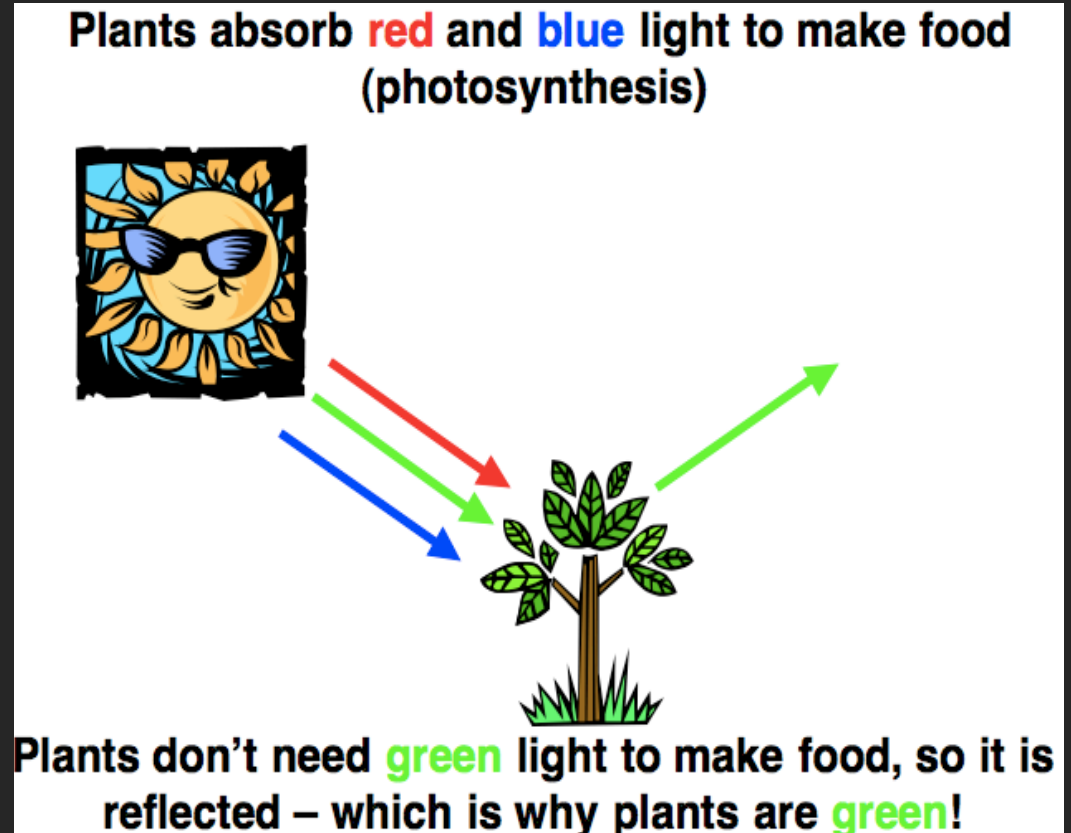 Plants absorb red and blue light to make food
(photosynthesis)
Plants don’t need green light to make food, so it is
reflected – which is why plants are green!